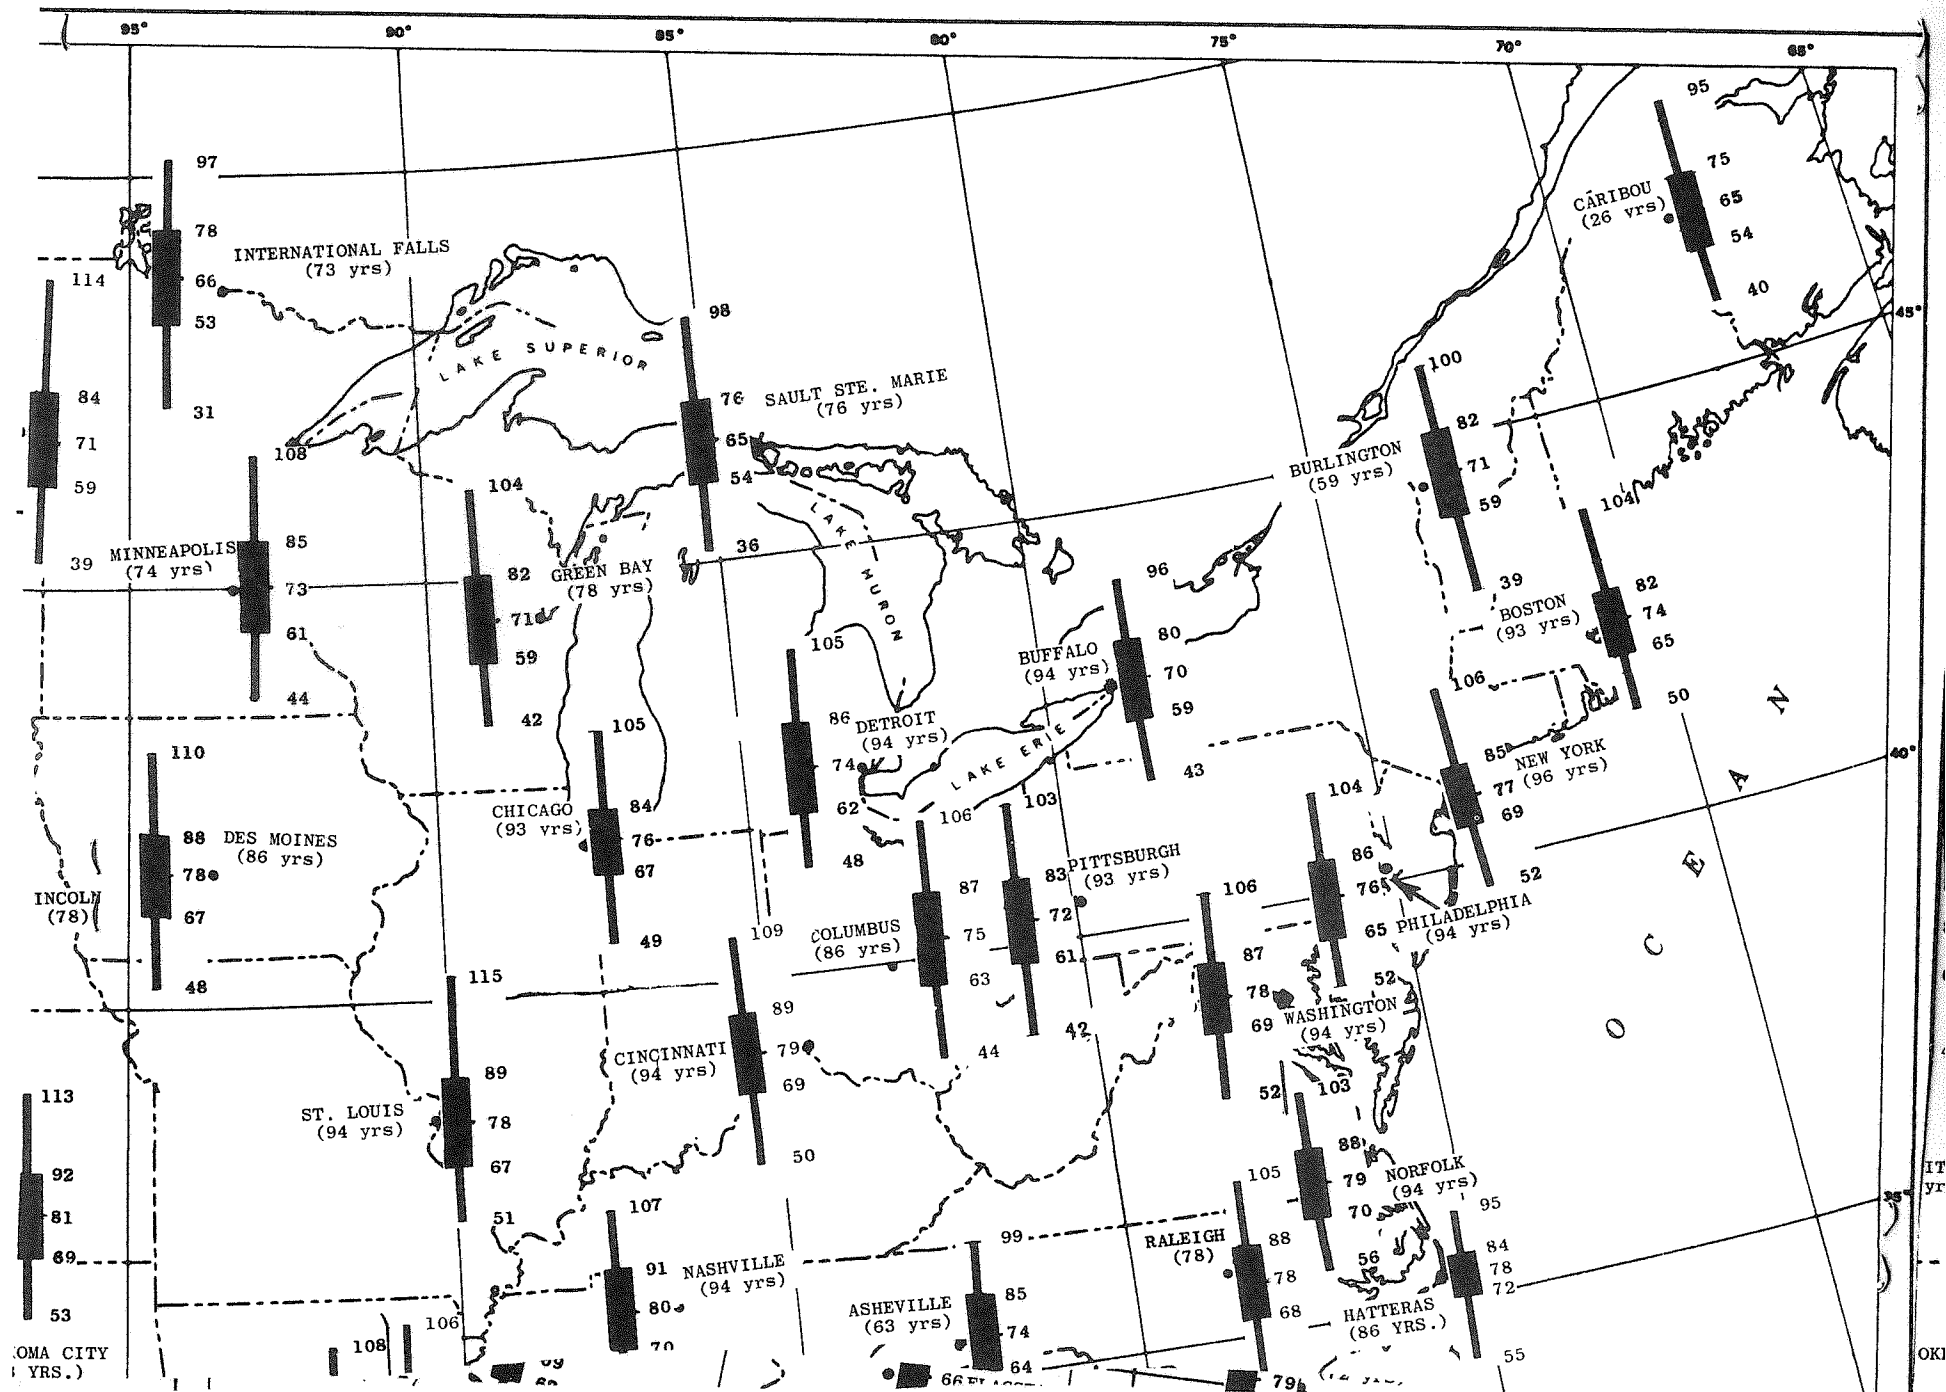 95°
90°
85°
80°
75°
70°
65°
97
78
66
53
31
INTERNATIONAL FALLS
(73 yrs)
114
84
71
59
39
LAKE SUPERIOR
98
76
65
54
36
SAULT STE. MARIE
(76 yrs)
95
75
65
54
40
CARIBOU
(26 yrs)
45°
100
82
71
59
39
BURLINGTON
(59 yrs)
108
85
73
61
44
MINNEAPOLIS
(74 yrs)
104
82
71
59
42
GREEN BAY
(78 yrs)
LAKE HURON
104
82
74
65
50
BOSTON
(93 yrs)
96
80
70
59
43
BUFFALO
(94 yrs)
105
86
74
62
48
DETROIT
(94 yrs)
LAKE ERIE
106
85
77
69
52
NEW YORK
(96 yrs)
40°
OCEAN
110
88
78
67
48
DES MOINES
(86 yrs)
INCOLN
(78)
105
84
76
67
49
CHICAGO
(93 yrs)
106
87
75
63
44
COLUMBUS
(86 yrs)
103
83
72
61
42
PITTSBURGH
(93 yrs)
104
86
76
65
52
PHILADELPHIA
(94 yrs)
106
87
78
69
52
WASHINGTON
(94 yrs)
109
89
79
69
50
CINCINNATI
(94 yrs)
115
89
78
67
51
ST. LOUIS
(94 yrs)
113
92
81
69
53
OMA CITY
YRS.)
103
88
79
70
56
NORFOLK
(94 yrs)
35°
105
88
78
68
RALEIGH
(78)
95
84
78
72
55
HATTERAS
(86 YRS.)
107
91
80
70
NASHVILLE
(94 yrs)
99
85
74
64
ASHEVILLE
(63 yrs)
108
106
66
79
IT
yr
OK